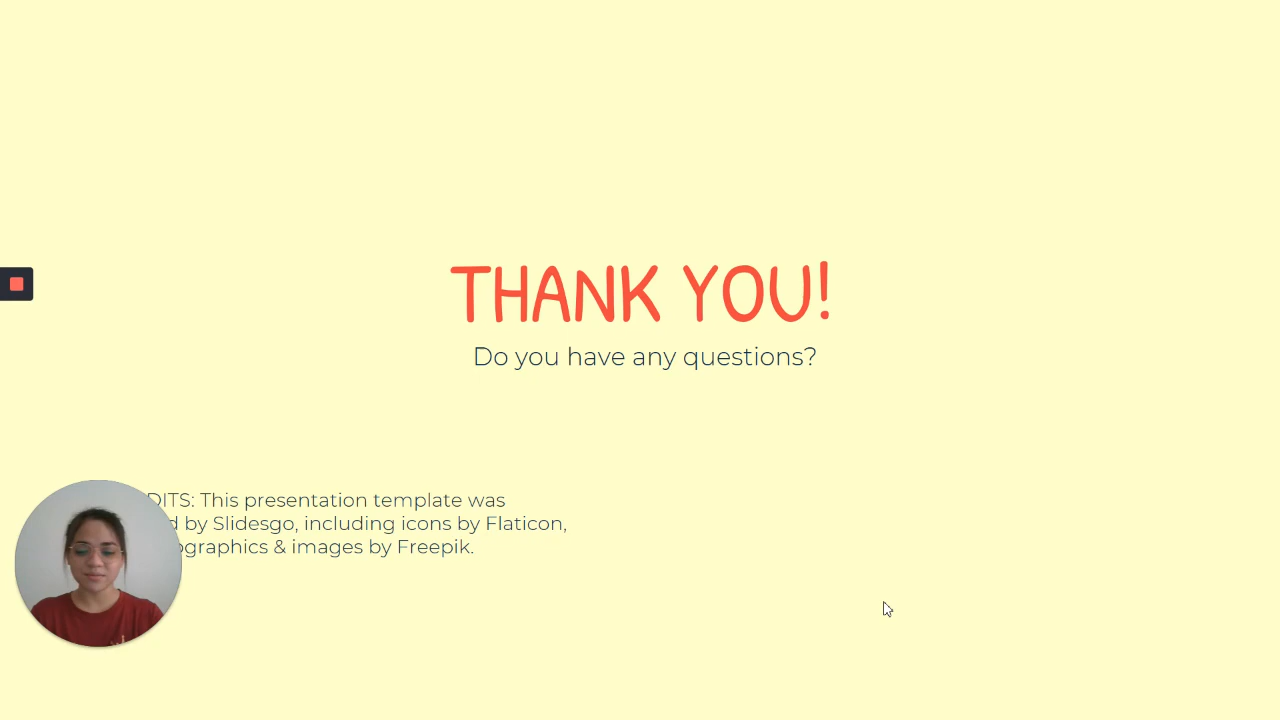 THANK YOU!
Do you have any questions?
DITS: This presentation template was
by Slidesgo, including icons by Flaticon,
ographics & images by Freepik.